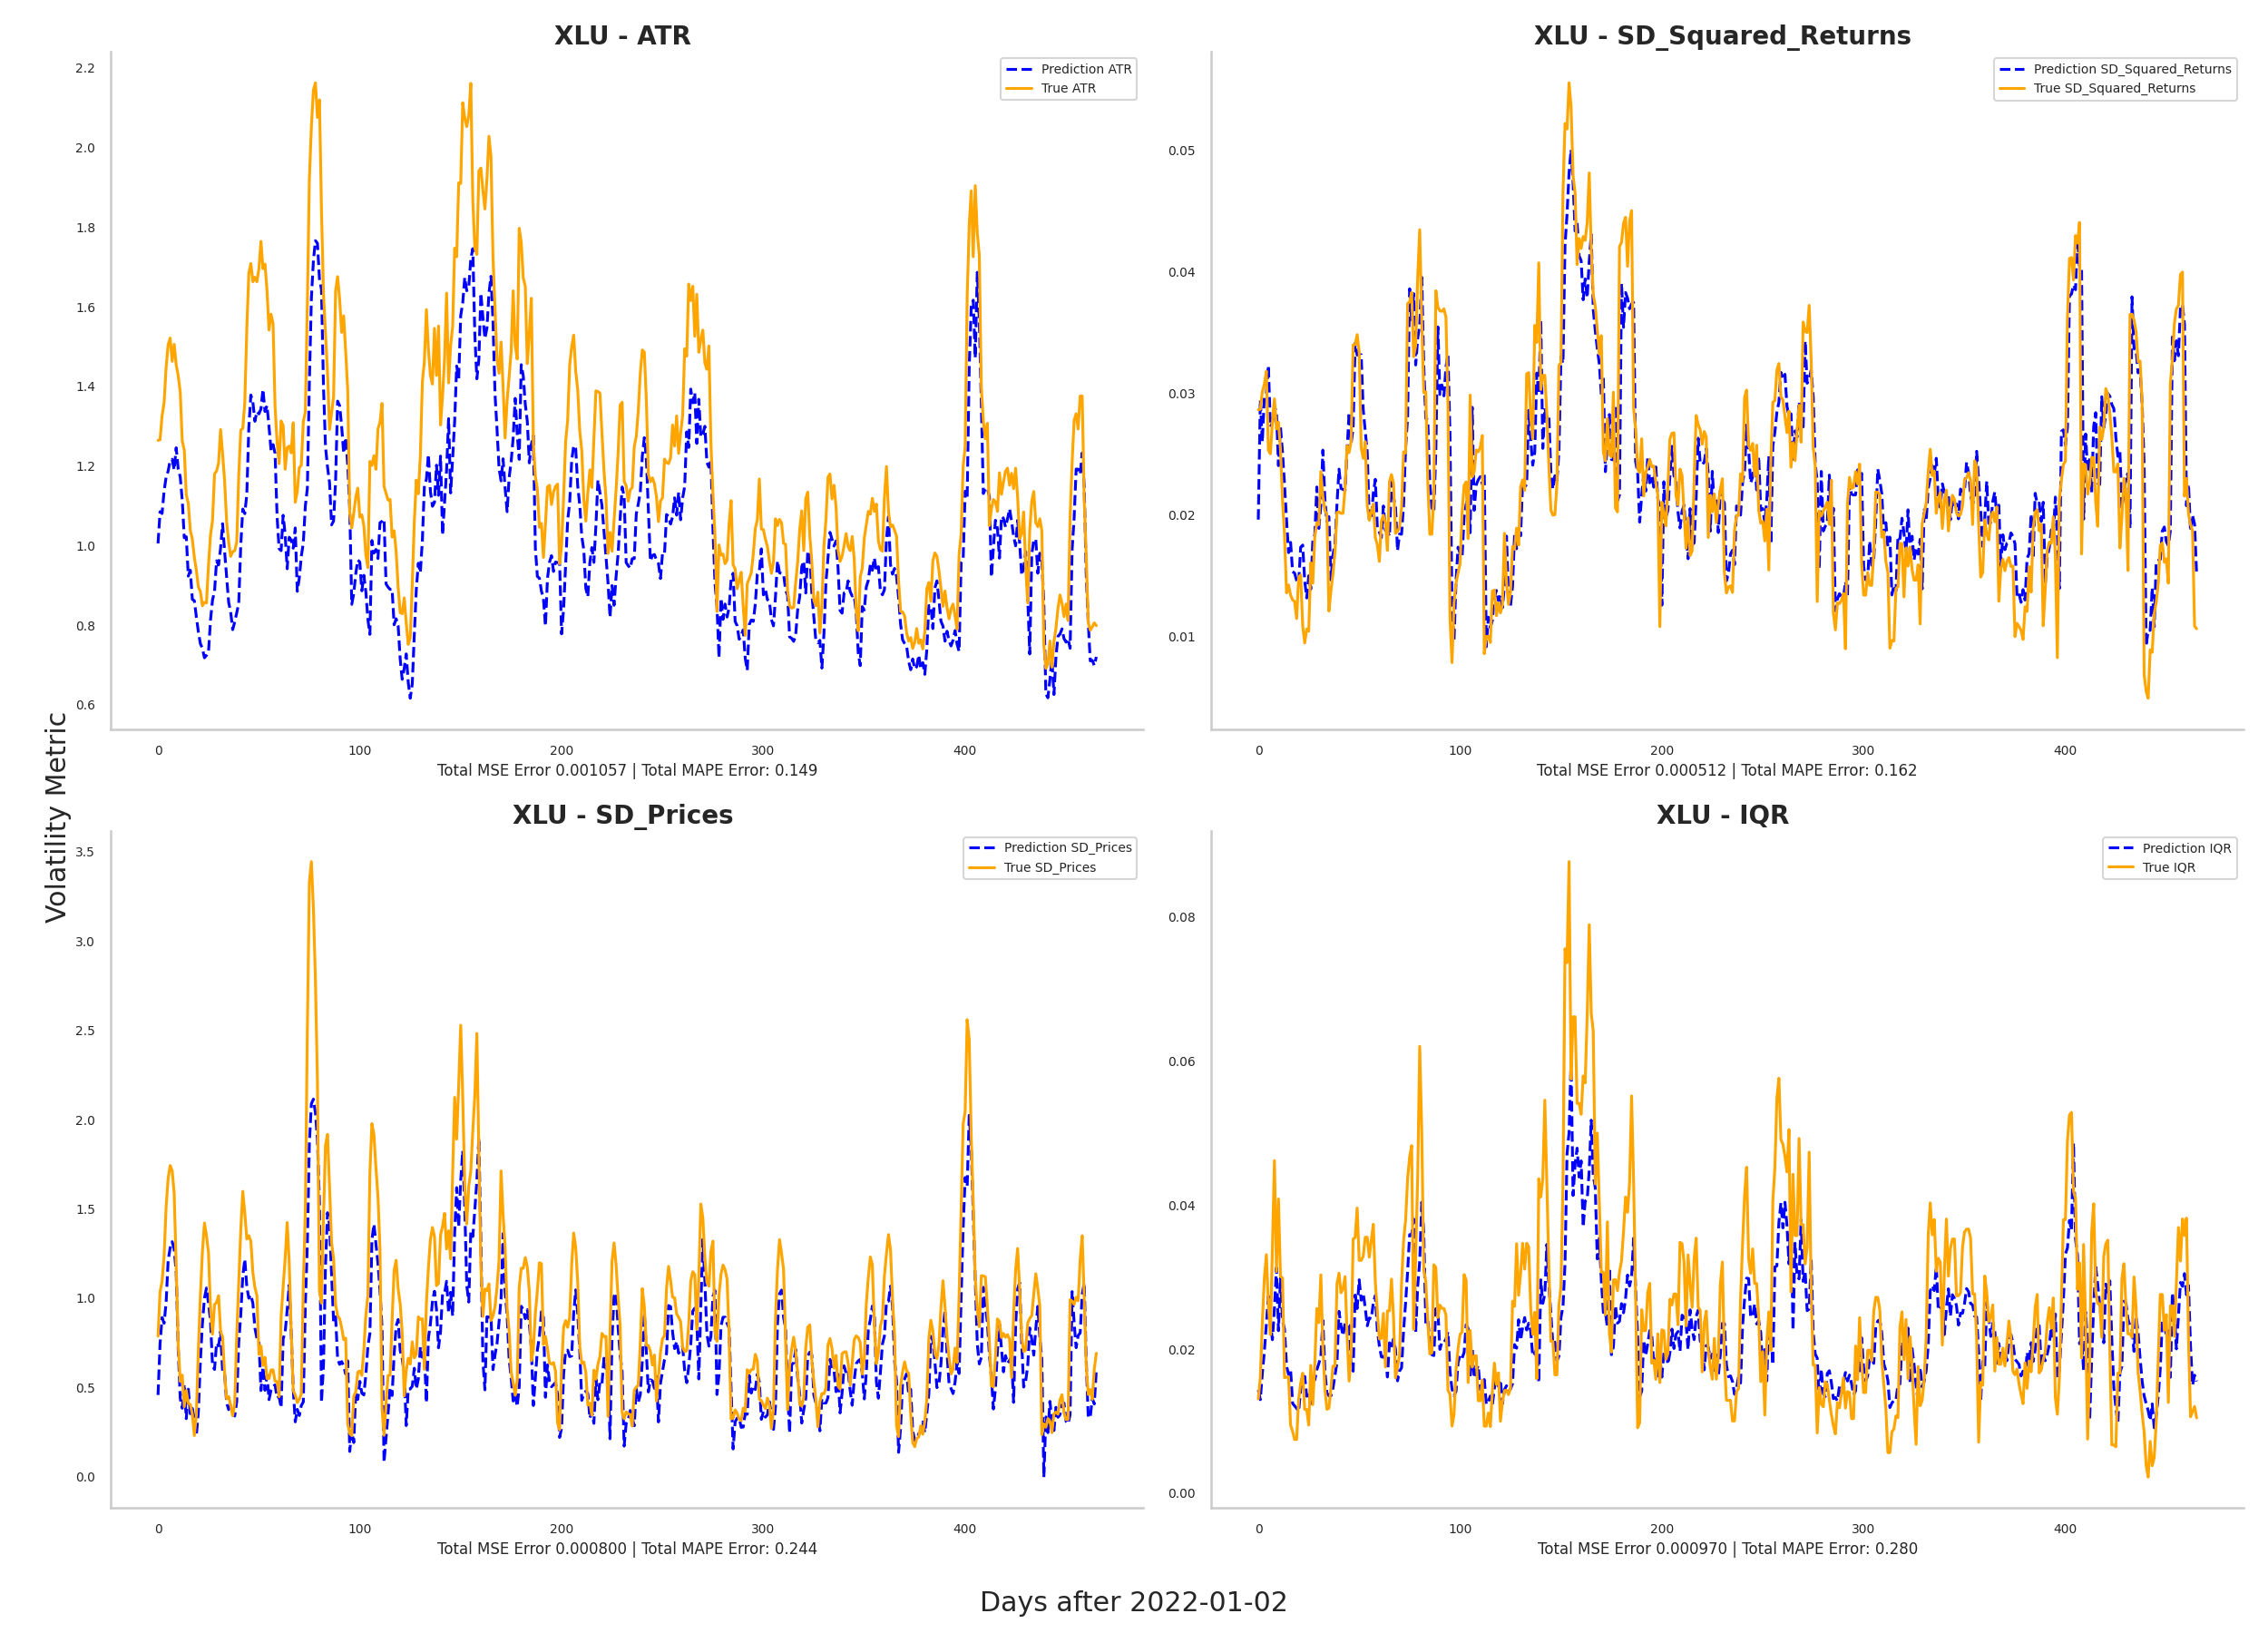 XLU - ATR
Prediction ATR
True ATR
2.2
2.0
1.8
1.6
1.4
1.2
1.0
0.8
0.6
0 100 200 300 400
Total MSE Error 0.001057 | Total MAPE Error: 0.149
XLU - SD_Squared_Returns
Prediction SD_Squared_Returns
True SD_Squared_Returns
0.05
0.04
0.03
0.02
0.01
0 100 200 300 400
Total MSE Error 0.000512 | Total MAPE Error: 0.162
Volatility Metric
XLU - SD_Prices
Prediction SD_Prices
True SD_Prices
3.5
3.0
2.5
2.0
1.5
1.0
0.5
0.0
0 100 200 300 400
Total MSE Error 0.000800 | Total MAPE Error: 0.244
XLU - IQR
Prediction IQR
True IQR
0.08
0.06
0.04
0.02
0.00
0 100 200 300 400
Total MSE Error 0.000970 | Total MAPE Error: 0.280
Days after 2022-01-02